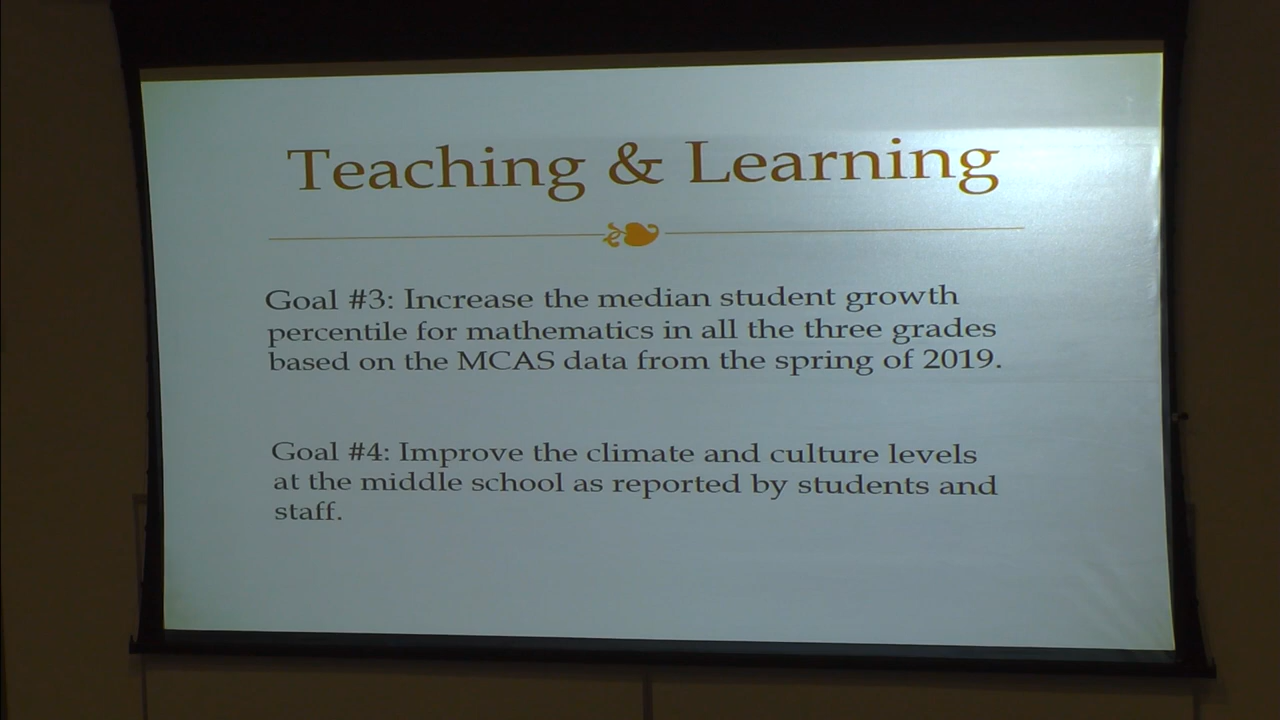 Teaching & Learning
Goal #3: Increase the median student growth
percentile for mathematics in all the three grades
based on the MCAS data from the spring of 2019.
Goal #4: Improve the climate and culture levels
at the middle school as reported by students and
staff.